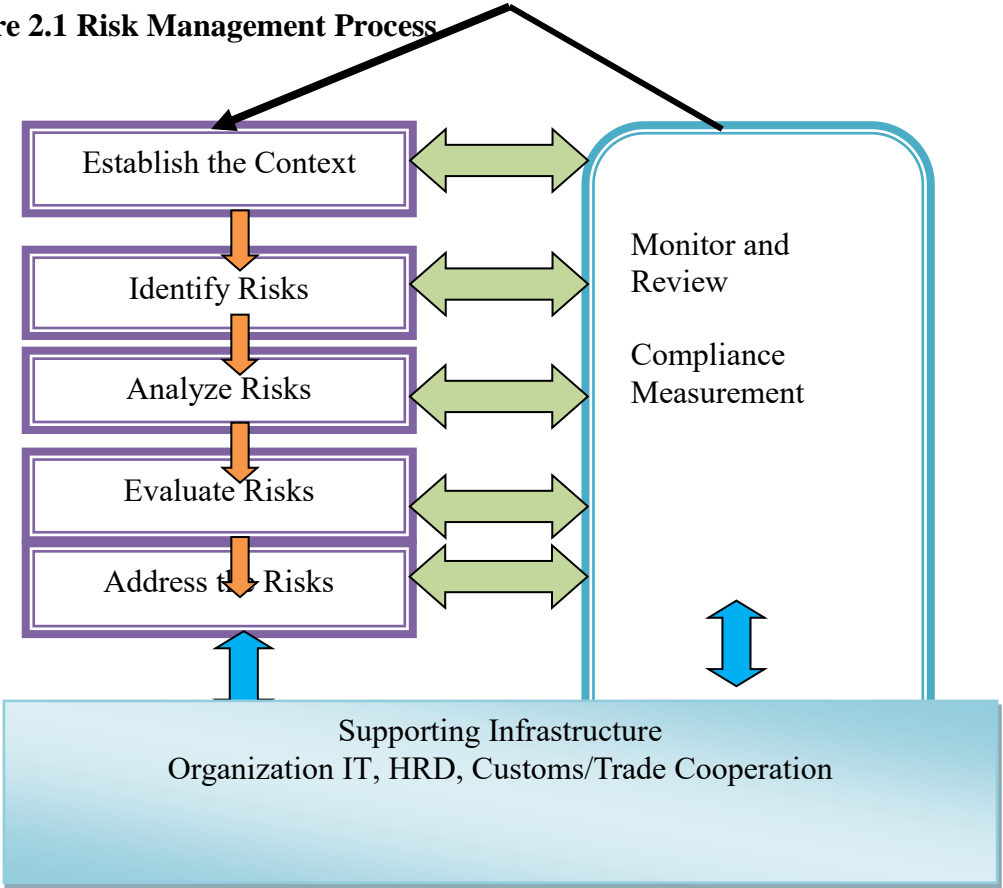 re 2.1 Risk Management Process
Establish the Context
Identify Risks
Analyze Risks
Evaluate Risks
Address the Risks
Monitor and
Review
Compliance
Measurement
Supporting Infrastructure
Organization IT, HRD, Customs/Trade Cooperation